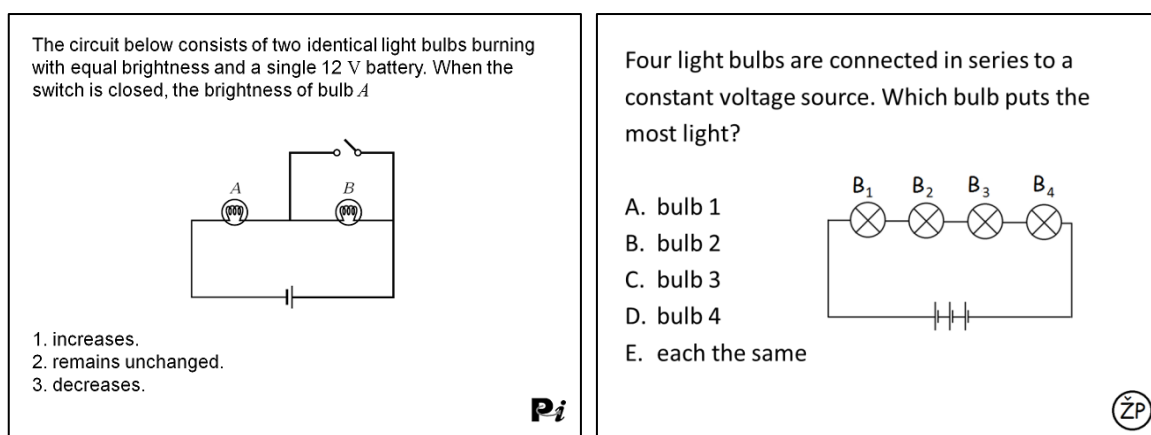 The circuit below consists of two identical light bulbs burning
with equal brightness and a single 12 V battery. When the
switch is closed, the brightness of bulb A
A
B
1. increases.
2. remains unchanged.
3. decreases.
Pi
Four light bulbs are connected in series to a
constant voltage source. Which bulb puts the
most light?
B₁ B₂ B₃ B₄
A. bulb 1
B. bulb 2
C. bulb 3
D. bulb 4
E. each the same
ŽP